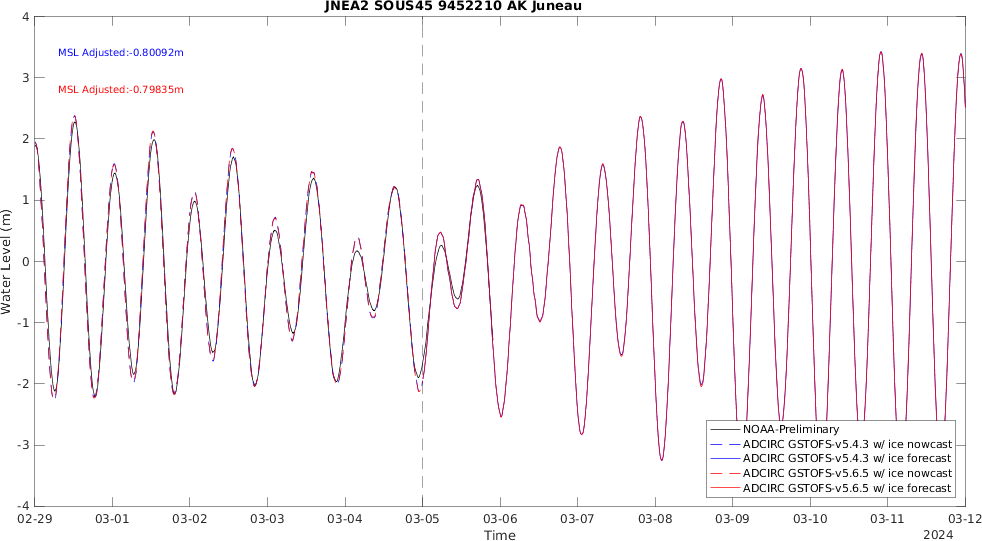 JNEA2 SOUS45 9452210 AK Juneau
MSL Adjusted:-0.80092m
MSL Adjusted:-0.79835m
4
3
2
1
0
-1
-2
-3
-4
Water Level (m)
NOAA-Preliminary
ADCIRC GSTOFS-v5.4.3 w/ ice nowcast
ADCIRC GSTOFS-v5.4.3 w/ ice forecast
ADCIRC GSTOFS-v5.6.5 w/ ice nowcast
ADCIRC GSTOFS-v5.6.5 w/ ice forecast
02-29 03-01 03-02 03-03 03-04 03-05 03-06 03-07 03-08 03-09 03-10 03-11 03-12
Time
2024